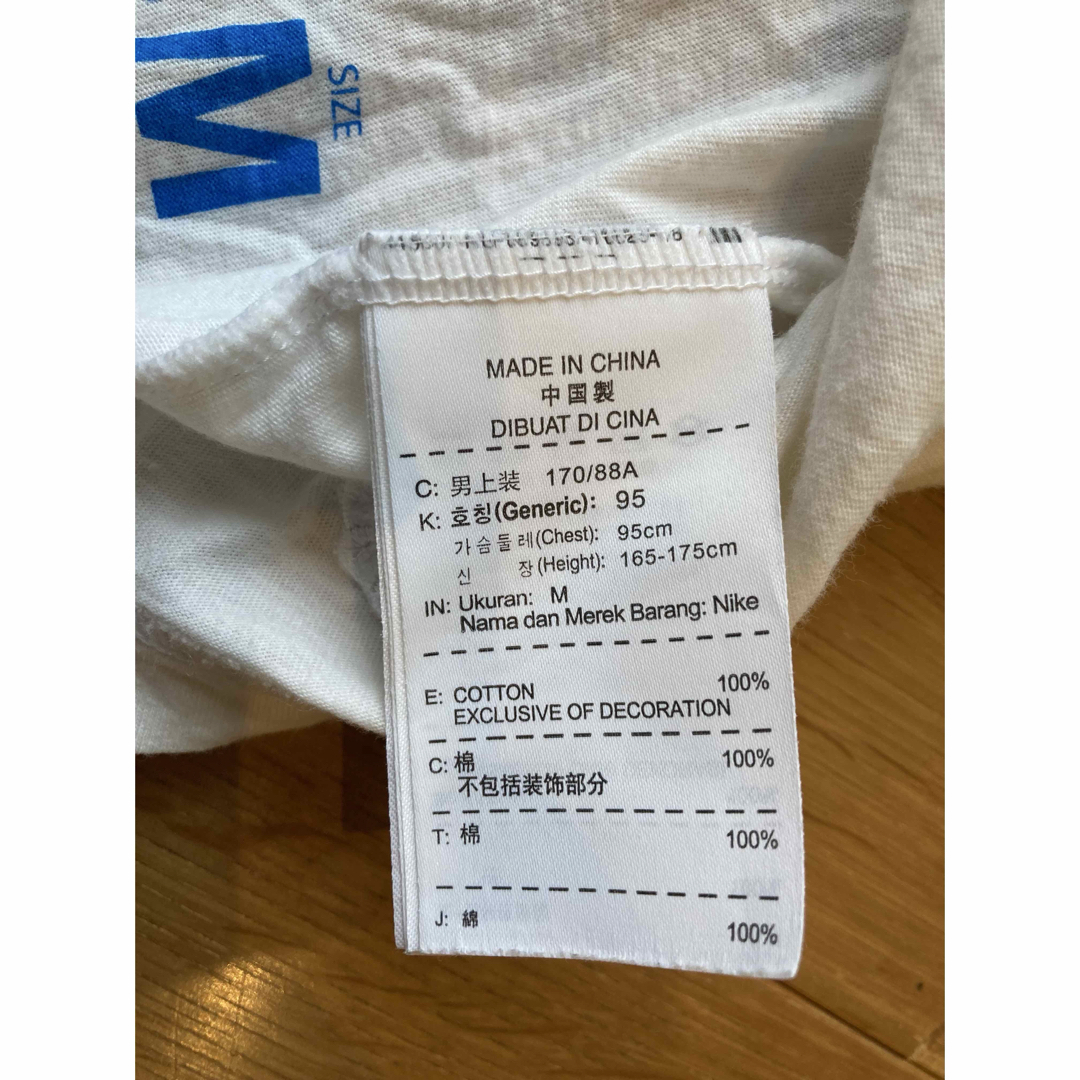 SIZE
M
MADE IN CHINA
中国製
DIBUAT DI CINA
C: 男上装 170/88A
K: 호칭(Generic): 95
가슴둘레(Chest): 95cm
신 장(Height): 165-175cm
IN: Ukuran: M
Nama dan Merek Barang: Nike
E: COTTON 100%
EXCLUSIVE OF DECORATION
C: 棉 100%
不包括装饰部分
T: 棉 100%
J: 綿 100%